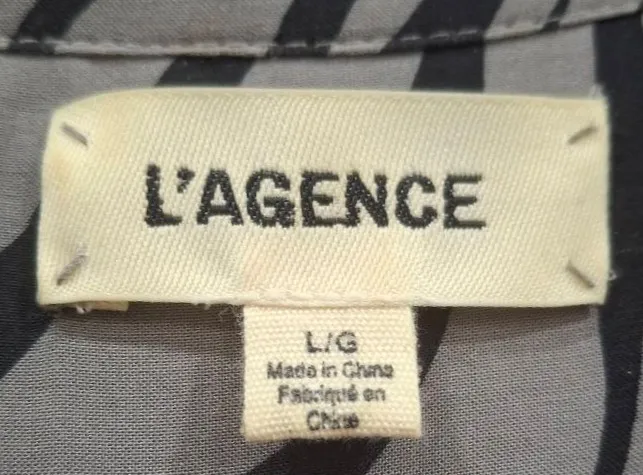 L'AGENCE
L/G
Made in China
Fabriqué en
Chine